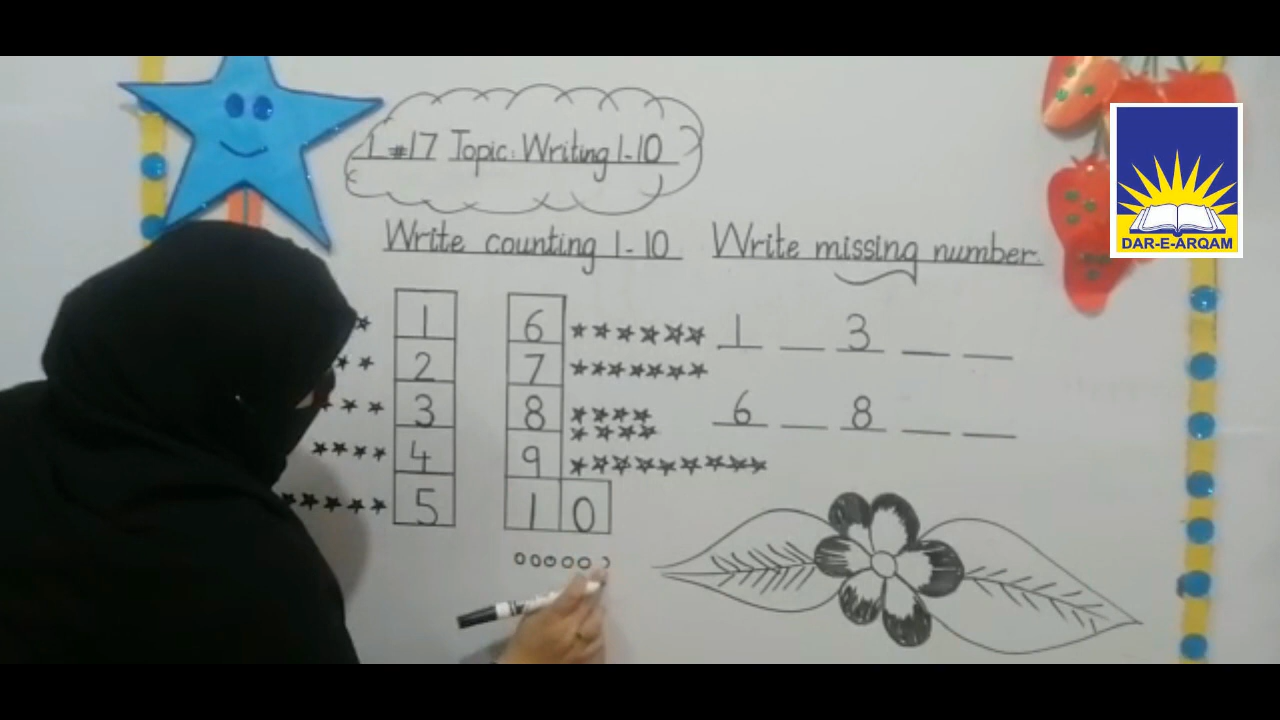 L #17 Topic: Writing 1-10
Write counting 1-10
1
2
3
4
5
6
7
8
9
10
Write missing number.
1 __ 3 __ __
6 __ 8 __ __
DAR-E-ARQAM